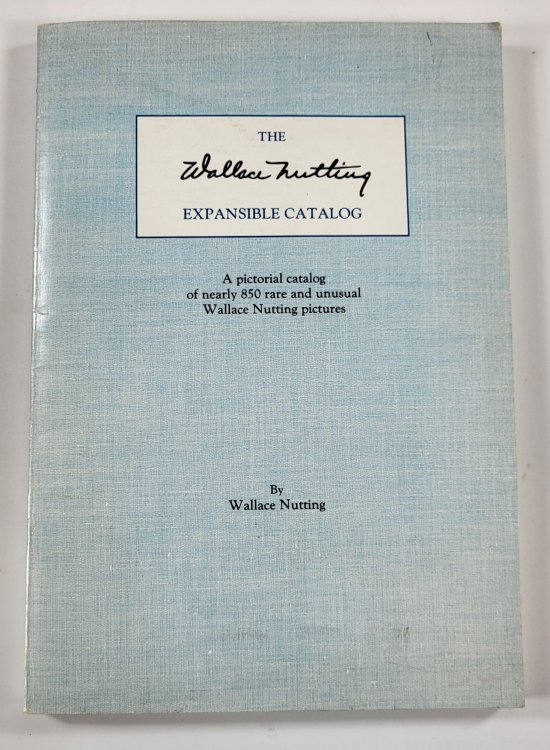 THE
Wallace Nutting
EXPANSIBLE CATALOG
A pictorial catalog
of nearly 850 rare and unusual
Wallace Nutting pictures
By
Wallace Nutting